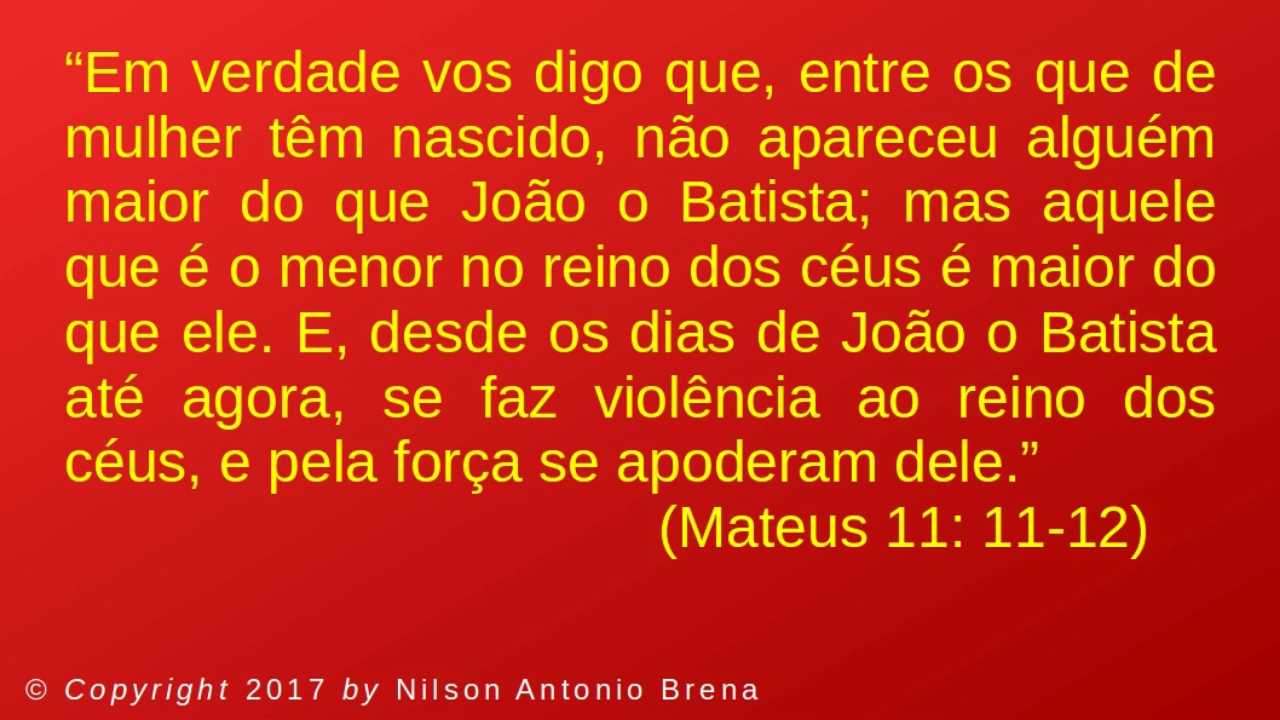 “Em verdade vos digo que, entre os que de
mulher têm nascido, não apareceu alguém
maior do que João o Batista; mas aquele
que é o menor no reino dos céus é maior do
que ele. E, desde os dias de João o Batista
até agora, se faz violência ao reino dos
céus, e pela força se apoderam dele.”
(Mateus 11: 11-12)
© Copyright 2017 by Nilson Antonio Brena